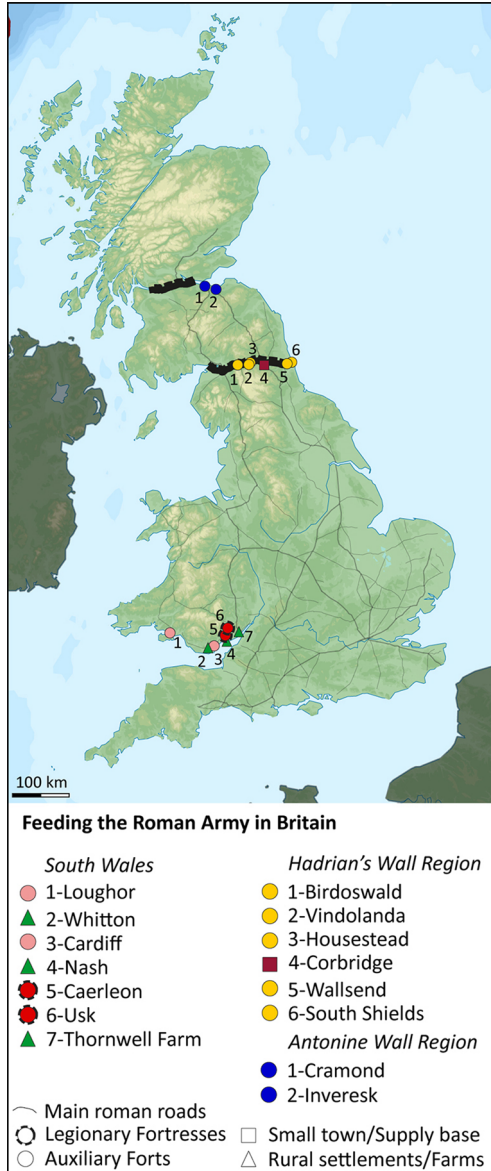 1
2
3
6
1
2
4
5
6
5
7
1
2
3
4
100 km
Feeding the Roman Army in Britain
South Wales
1-Loughor
2-Whitton
3-Cardiff
4-Nash
5-Caerleon
6-Usk
7-Thornwell Farm
Hadrian's Wall Region
1-Birdoswald
2-Vindolanda
3-Housestead
4-Corbridge
5-Wallsend
6-South Shields
Antonine Wall Region
1-Cramond
2-Inveresk
Main roman roads
Legionary Fortresses
Auxiliary Forts
Small town/Supply base
Rural settlements/Farms